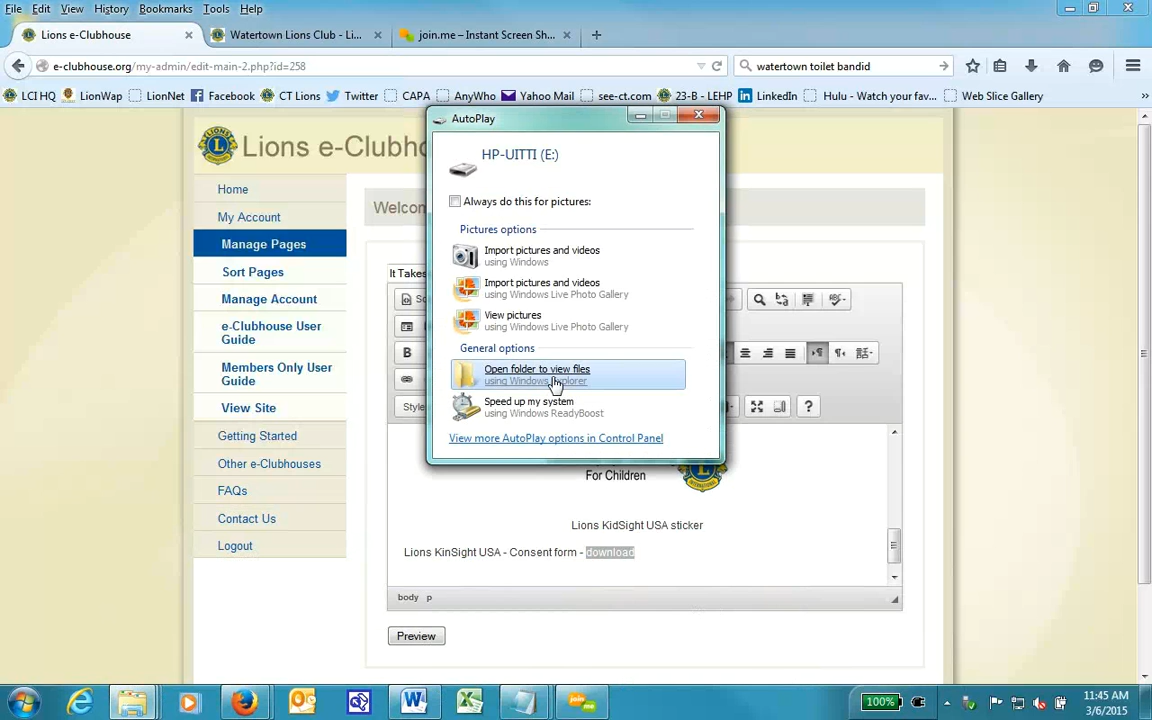 File Edit View History Bookmarks Tools Help
Lions e-Clubhouse
Watertown Lions Club - Li...
join.me – Instant Screen Sh...
e-clubhouse.org/my-admin/edit-main-2.php?id=258
watertown toilet bandid
LCI HQ LionWap LionNet Facebook CT Lions Twitter CAPA AnyWho Yahoo Mail see-ct.com 23-B - LEHP LinkedIn Hulu - Watch your fav... Web Slice Gallery
Lions e-Clubho
Home
My Account
Manage Pages
Sort Pages
Manage Account
e-Clubhouse User
Guide
Members Only User
Guide
View Site
Getting Started
Other e-Clubhouses
FAQs
Contact Us
Logout
Welcom
It Takes
AutoPlay
HP-UITTI (E:)
Always do this for pictures:
Pictures options
Import pictures and videos
using Windows
Import pictures and videos
using Windows Live Photo Gallery
View pictures
using Windows Live Photo Gallery
General options
Open folder to view files
using Windows Explorer
Speed up my system
using Windows ReadyBoost
View more AutoPlay options in Control Panel
For Children
Lions KidSight USA sticker
Lions KinSight USA - Consent form - download
body p
Preview
100%
11:45 AM
3/6/2015